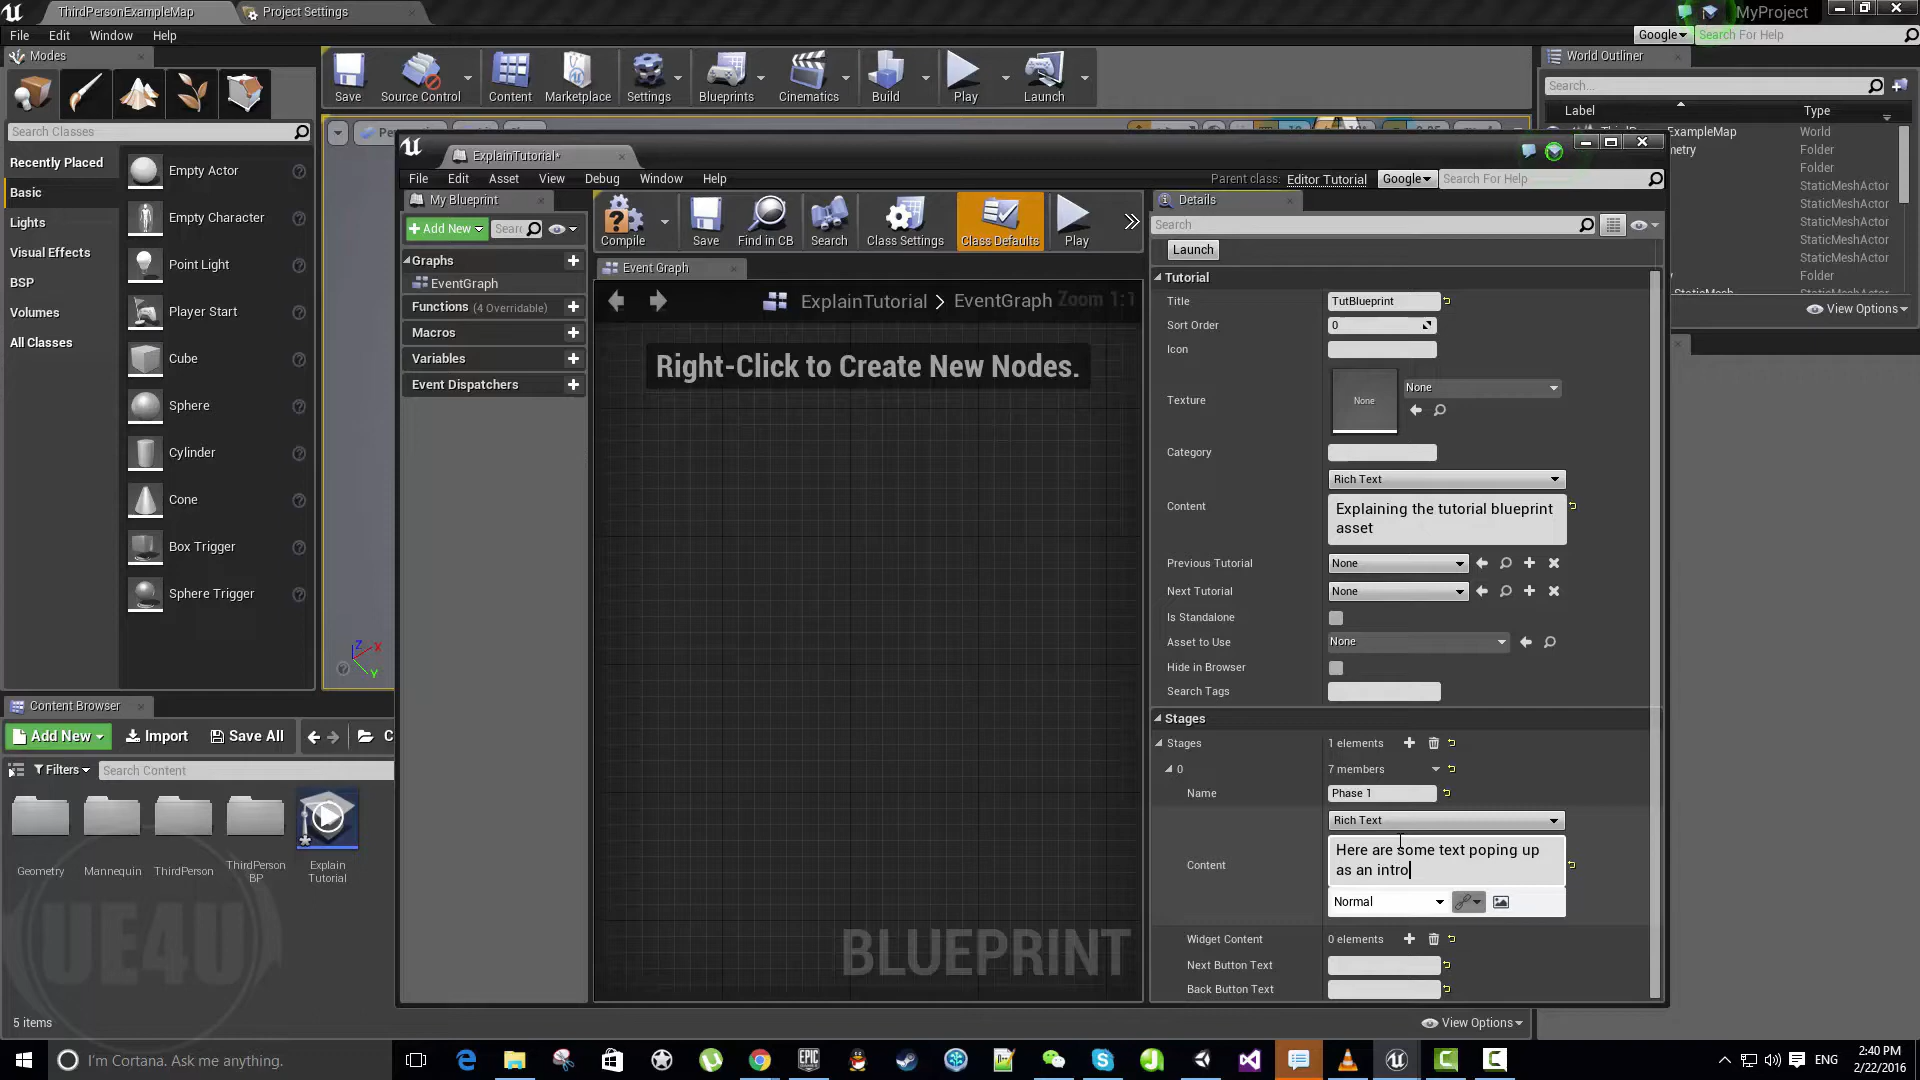 ThirdPersonExampleMap
Project Settings
MyProject
File Edit Window Help
Google Search For Help
Modes
Save Source Control Content Marketplace Settings Blueprints Cinematics Build Play Launch
World Outliner
Search...
Label Type
Search Classes
Recently Placed
Basic
Lights
Visual Effects
BSP
Volumes
All Classes
Empty Actor
Empty Character
Point Light
Player Start
Cube
Sphere
Cylinder
Cone
Box Trigger
Sphere Trigger
ExampleMap World
metry Folder
Folder
StaticMeshActor
StaticMeshActor
StaticMeshActor
StaticMeshActor
Folder
StaticMesh StaticMeshActor
View Options
ExplainTutorial*
File Edit Asset View Debug Window Help
Parent class: Editor Tutorial Google Search For Help
My Blueprint
Add New
Graphs
EventGraph
Functions (4 Overridable)
Macros
Variables
Event Dispatchers
Compile Save Find in CB Search Class Settings Class Defaults Play
Event Graph
ExplainTutorial > EventGraph Zoom 1:1
Right-Click to Create New Nodes.
BLUEPRINT
Details
Search
Launch
Tutorial
Title TutBlueprint
Sort Order 0
Icon
Texture None None
Category
Rich Text
Content Explaining the tutorial blueprint
asset
Previous Tutorial None
Next Tutorial None
Is Standalone
Asset to Use None
Hide in Browser
Search Tags
Stages
Stages 1 elements
0 7 members
Name Phase 1
Rich Text
Content Here are some text poping up
as an intro
Normal
Widget Content 0 elements
Next Button Text
Back Button Text
Content Browser
Add New Import Save All C
Filters Search Content
Geometry
Mannequin
ThirdPerson
ThirdPerson
BP
Explain
Tutorial
UE4U
5 items
View Options
I'm Cortana. Ask me anything.
EPIC
ENG
2:40 PM
2/22/2016